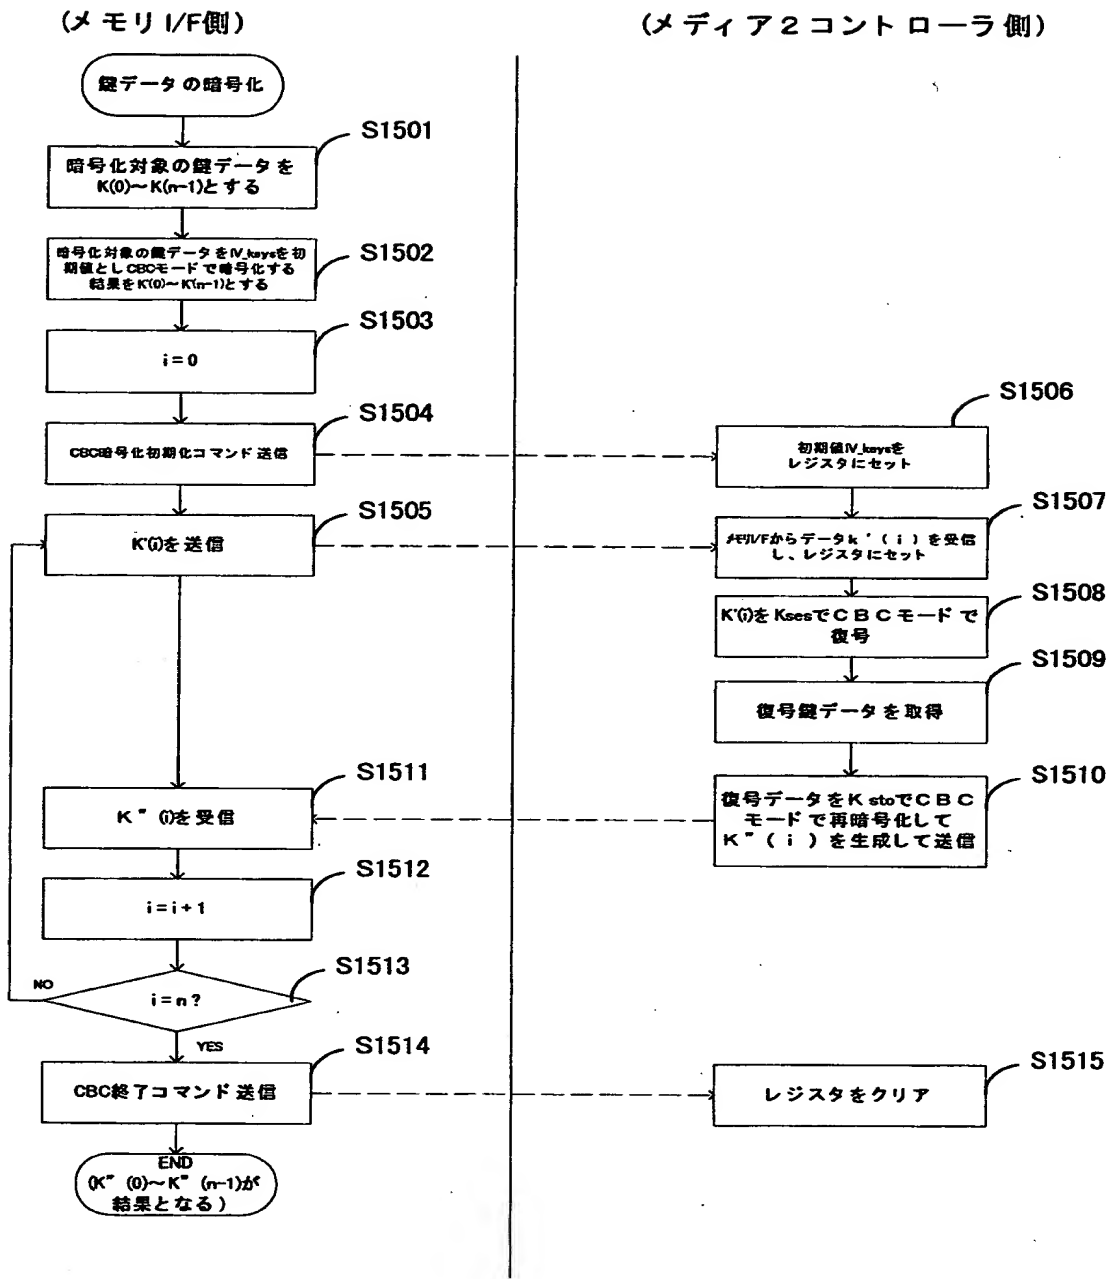 (メモリI/F側)
(メディア2コントローラ側)
鍵データの暗号化
S1501
暗号化対象の鍵データを
K(0)~K(n-1)とする
S1502
暗号化対象の鍵データをIV_keysを初
期値としCBCモードで暗号化する
結果をK'(0)~K'(n-1)とする
S1503
i=0
S1504
CBC暗号化初期化コマンド送信
S1506
初期値IV_keysを
レジスタにセット
S1505
K'(i)を送信
S1507
メモリI/Fからデータk'(i)を受信
し、レジスタにセット
S1508
K'(i)をKsesでCBCモードで
復号
S1509
復号鍵データを取得
S1510
復号データをKstoでCBC
モードで再暗号化して
K"(i)を生成して送信
S1511
K"(i)を受信
S1512
i=i+1
S1513
i=n?
NO
YES
S1514
CBC終了コマンド送信
S1515
レジスタをクリア
END
(K"(0)~K"(n-1)が
結果となる)